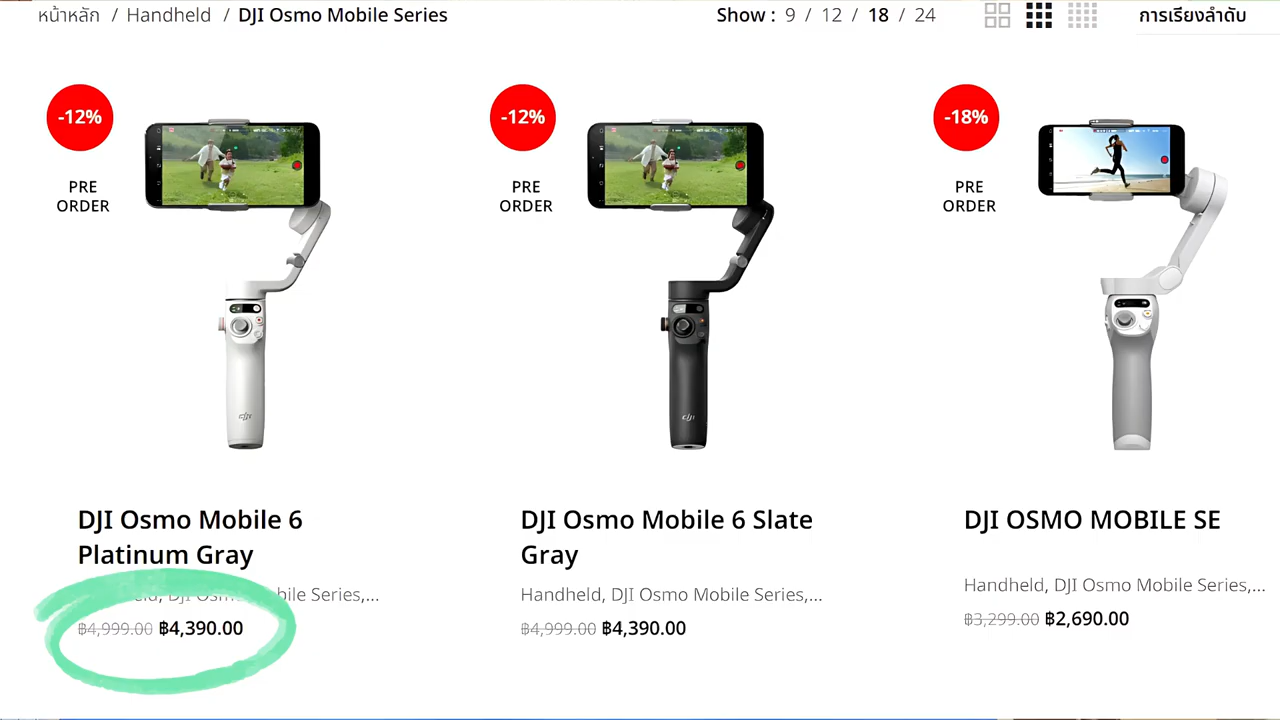 หน้าหลัก / Handheld / DJI Osmo Mobile Series
Show : 9 / 12 / 18 / 24
การเรียงลำดับ
-12%
PRE
ORDER
-12%
PRE
ORDER
-18%
PRE
ORDER
dji
dji
DJI Osmo Mobile 6
Platinum Gray
Mobile Series,...
฿4,999.00 ฿4,390.00
DJI Osmo Mobile 6 Slate
Gray
Handheld, DJI Osmo Mobile Series,...
฿4,999.00 ฿4,390.00
DJI OSMO MOBILE SE
Handheld, DJI Osmo Mobile Series,...
฿3,299.00 ฿2,690.00